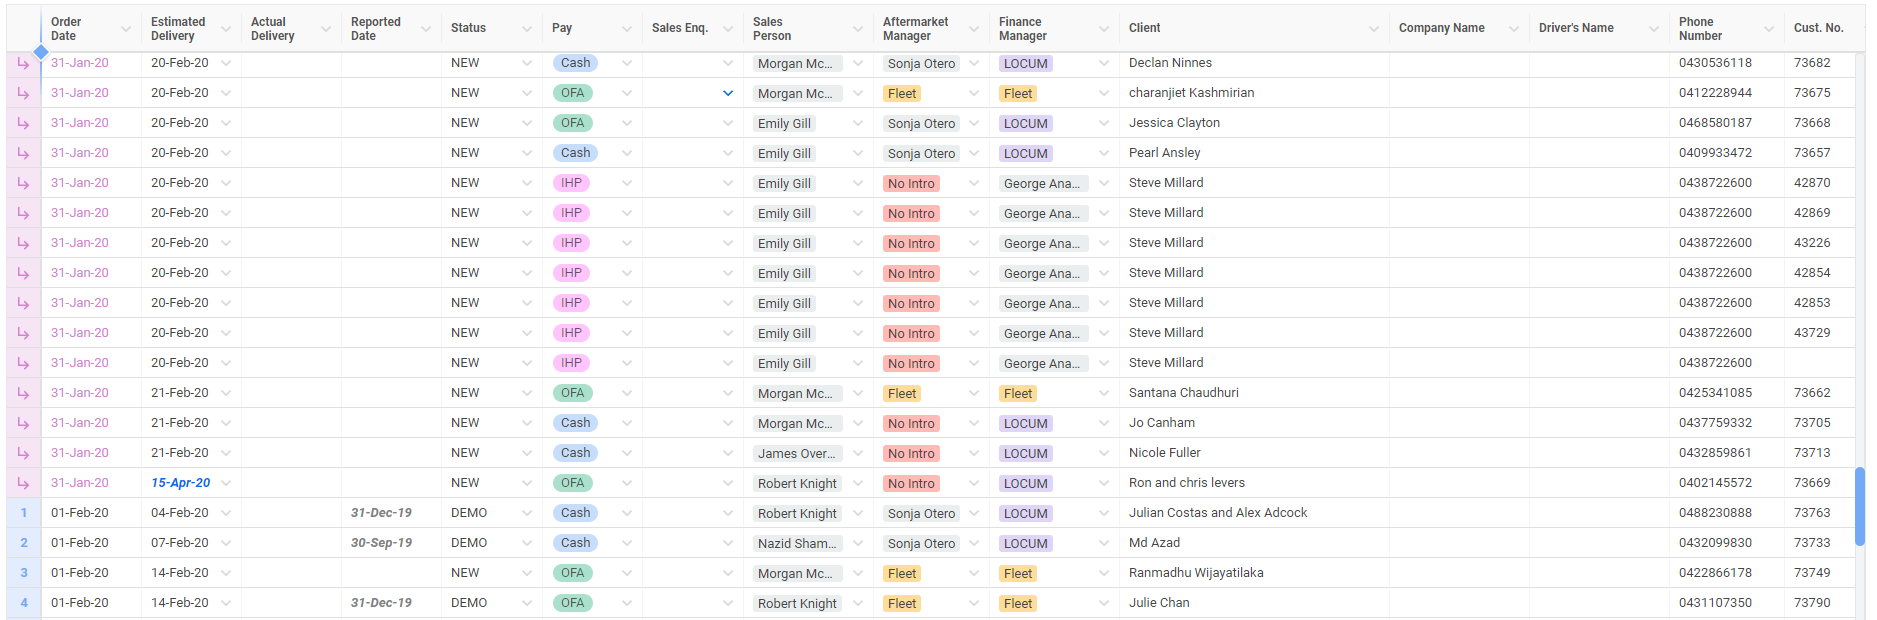 Order Date Estimated Delivery Actual Delivery Reported Date Status Pay Sales Enq. Sales Person Aftermarket Manager Finance Manager Client Company Name Driver's Name Phone Number Cust. No.
31-Jan-20 20-Feb-20 NEW Cash Morgan Mc... Sonja Otero LOCUM Declan Ninnes 0430536118 73682
31-Jan-20 20-Feb-20 NEW OFA Morgan Mc... Fleet Fleet charanjiet Kashmirian 0412228944 73675
31-Jan-20 20-Feb-20 NEW OFA Emily Gill Sonja Otero LOCUM Jessica Clayton 0468580187 73668
31-Jan-20 20-Feb-20 NEW Cash Emily Gill Sonja Otero LOCUM Pearl Ansley 0409933472 73657
31-Jan-20 20-Feb-20 NEW IHP Emily Gill No Intro George Ana... Steve Millard 0438722600 42870
31-Jan-20 20-Feb-20 NEW IHP Emily Gill No Intro George Ana... Steve Millard 0438722600 42869
31-Jan-20 20-Feb-20 NEW IHP Emily Gill No Intro George Ana... Steve Millard 0438722600 43226
31-Jan-20 20-Feb-20 NEW IHP Emily Gill No Intro George Ana... Steve Millard 0438722600 42854
31-Jan-20 20-Feb-20 NEW IHP Emily Gill No Intro George Ana... Steve Millard 0438722600 42853
31-Jan-20 20-Feb-20 NEW IHP Emily Gill No Intro George Ana... Steve Millard 0438722600 43729
31-Jan-20 20-Feb-20 NEW IHP Emily Gill No Intro George Ana... Steve Millard 0438722600
31-Jan-20 21-Feb-20 NEW OFA Morgan Mc... Fleet Fleet Santana Chaudhuri 0425341085 73662
31-Jan-20 21-Feb-20 NEW Cash Morgan Mc... No Intro LOCUM Jo Canham 0437759332 73705
31-Jan-20 21-Feb-20 NEW Cash James Over... No Intro LOCUM Nicole Fuller 0432859861 73713
31-Jan-20 15-Apr-20 NEW OFA Robert Knight No Intro LOCUM Ron and chris levers 0402145572 73669
1 01-Feb-20 04-Feb-20 31-Dec-19 DEMO Cash Robert Knight Sonja Otero LOCUM Julian Costas and Alex Adcock 0488230888 73763
2 01-Feb-20 07-Feb-20 30-Sep-19 DEMO Cash Nazid Sham... Sonja Otero LOCUM Md Azad 0432099830 73733
3 01-Feb-20 14-Feb-20 NEW OFA Morgan Mc... Fleet Fleet Ranmadhu Wijayatilaka 0422866178 73749
4 01-Feb-20 14-Feb-20 31-Dec-19 DEMO OFA Robert Knight Fleet Fleet Julie Chan 0431107350 73790